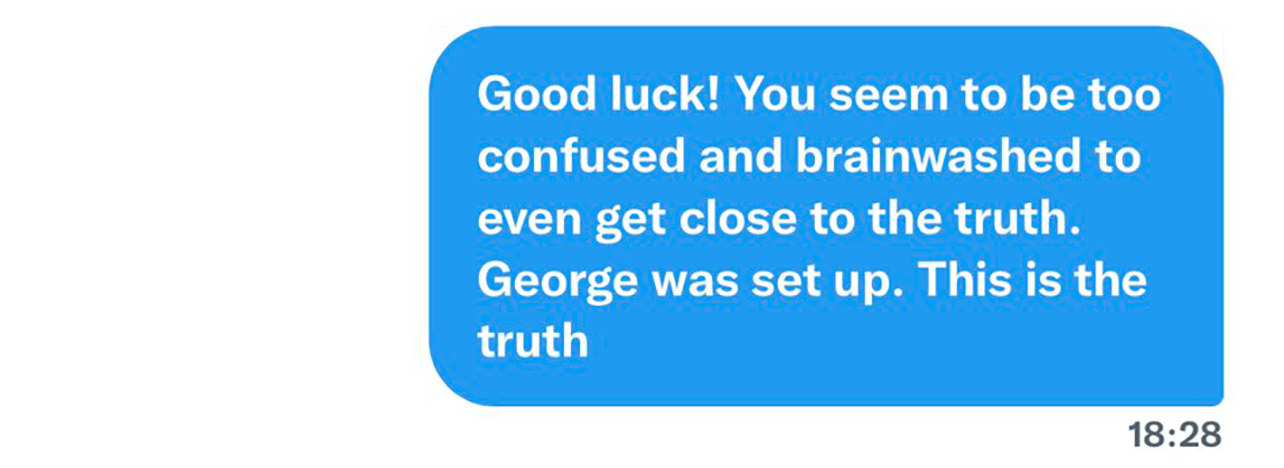 Good luck! You seem to be too
confused and brainwashed to
even get close to the truth.
George was set up. This is the
truth
18:28